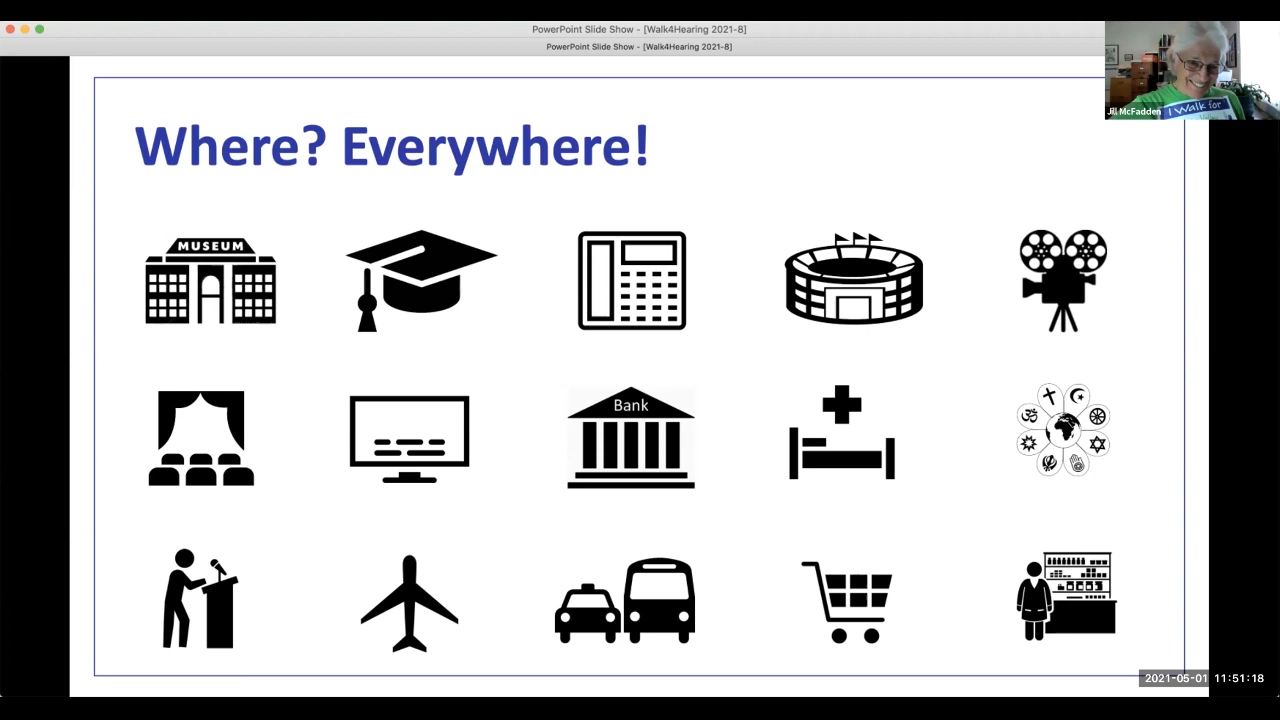 PowerPoint Slide Show - [Walk4Hearing 2021-8]
PowerPoint Slide Show - [Walk4Hearing 2021-8]
Jill McFadden
I Walk for
Where? Everywhere!
MUSEUM
Bank
2021-05-01 11:51:18